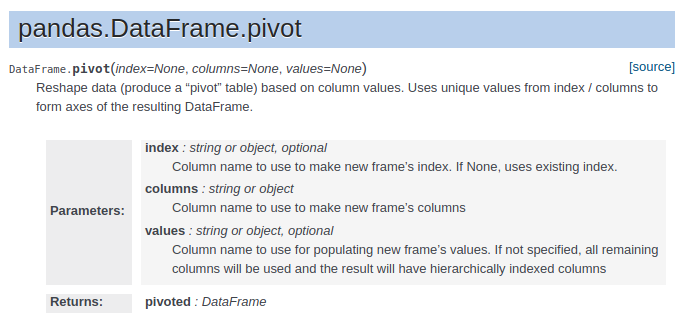 pandas.DataFrame.pivot
DataFrame.pivot(index=None, columns=None, values=None) [source]
Reshape data (produce a “pivot” table) based on column values. Uses unique values from index / columns to
form axes of the resulting DataFrame.
index : string or object, optional
Column name to use to make new frame’s index. If None, uses existing index.
columns : string or object
Parameters:
Column name to use to make new frame’s columns
values : string or object, optional
Column name to use for populating new frame’s values. If not specified, all remaining
columns will be used and the result will have hierarchically indexed columns
Returns: pivoted : DataFrame